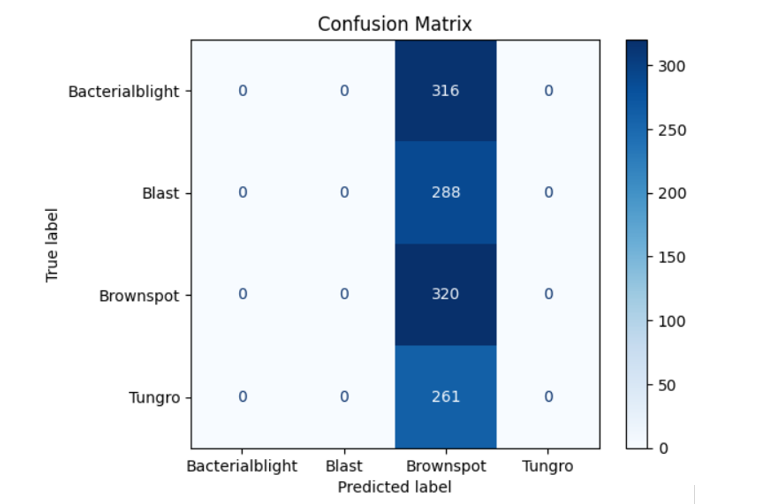 Confusion Matrix
Bacterialblight 0 0 316 0
Blast 0 0 288 0
Brownspot 0 0 320 0
Tungro 0 0 261 0
Bacterialblight Blast Brownspot Tungro
Predicted label
True label
300
250
200
150
100
50
0